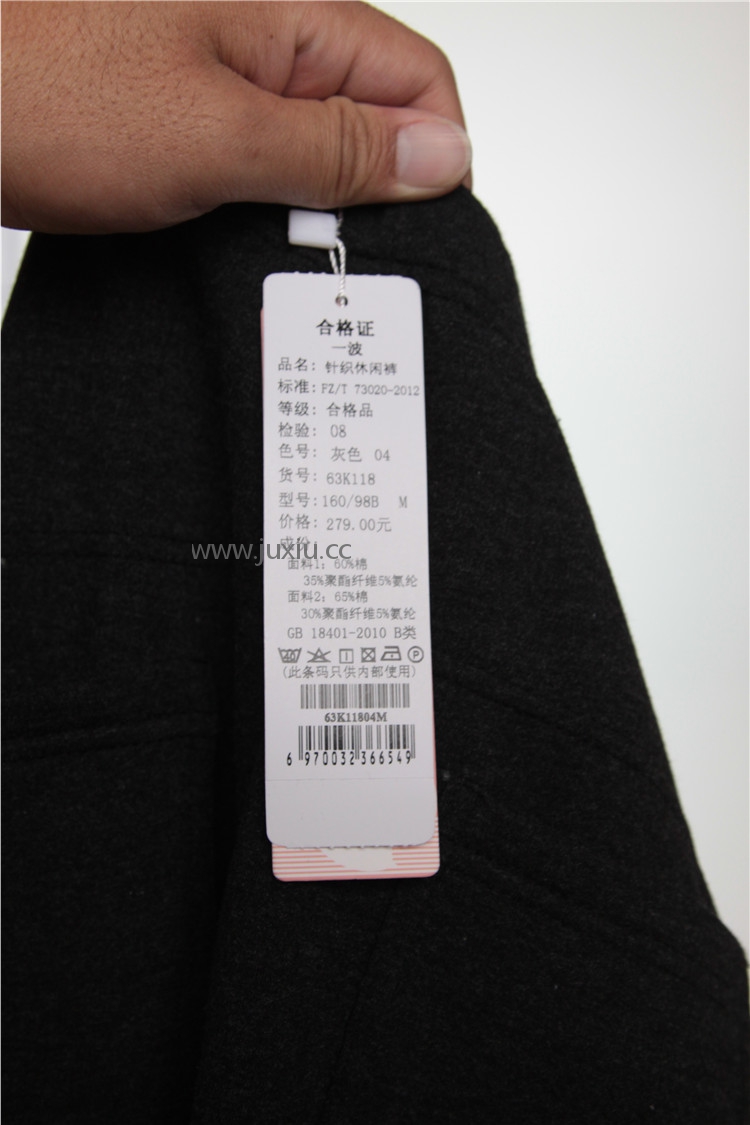 合格证
一波
品名: 针织休闲裤
标准: FZ/T 73020-2012
等级: 合格品
检验: 08
色号: 灰色 04
货号: 63K118
型号: 160/98B M
价格: 279.00元
成份:
www.juxiu.cc
面料1: 60%棉
35%聚酯纤维5%氨纶
面料2: 65%棉
30%聚酯纤维5%氨纶
GB 18401-2010 B类
(此条码只供内部使用)
63K11804M
6 970032 366549